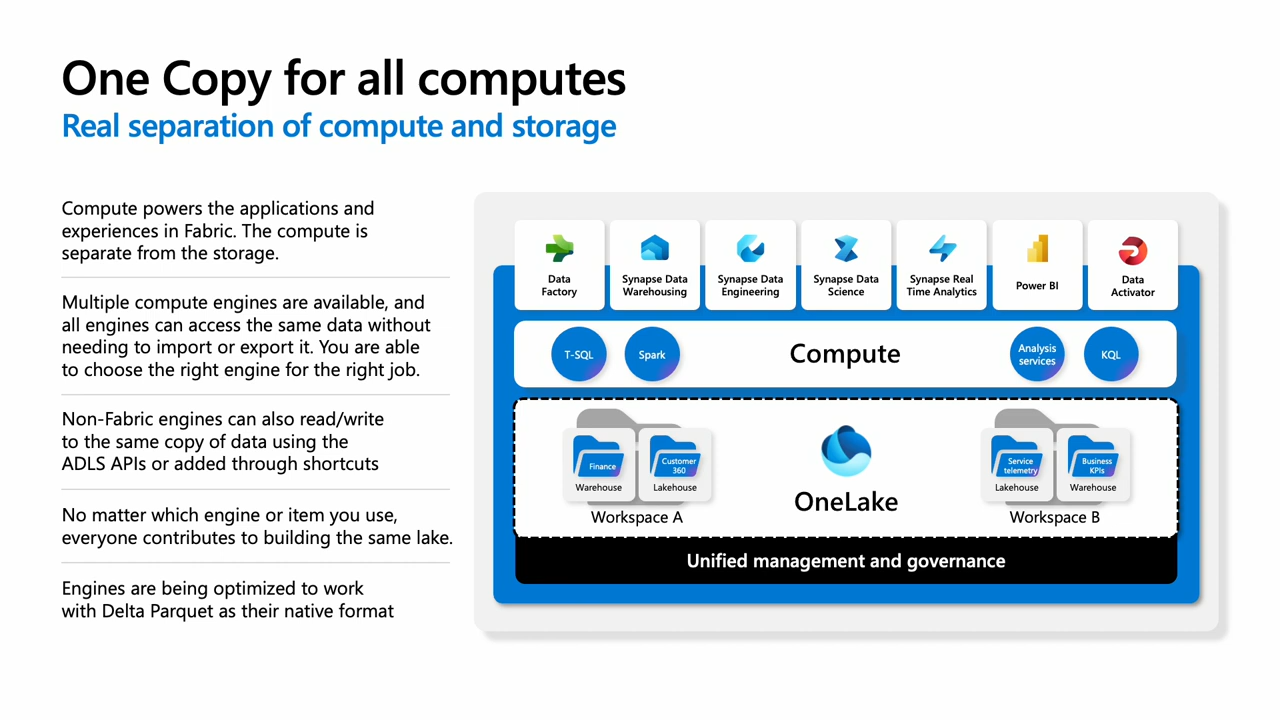 One Copy for all computes
Real separation of compute and storage
Compute powers the applications and
experiences in Fabric. The compute is
separate from the storage.
Multiple compute engines are available, and
all engines can access the same data without
needing to import or export it. You are able
to choose the right engine for the right job.
Non-Fabric engines can also read/write
to the same copy of data using the
ADLS APIs or added through shortcuts
No matter which engine or item you use,
everyone contributes to building the same lake.
Engines are being optimized to work
with Delta Parquet as their native format
Data
Factory
Synapse Data
Warehousing
Synapse Data
Engineering
Synapse Data
Science
Synapse Real
Time Analytics
Power BI
Data
Activator
T-SQL
Spark
Compute
Analysis
services
KQL
Finance
Warehouse
Customer
360
Lakehouse
Workspace A
OneLake
Service
telemetry
Lakehouse
Business
KPIs
Warehouse
Workspace B
Unified management and governance